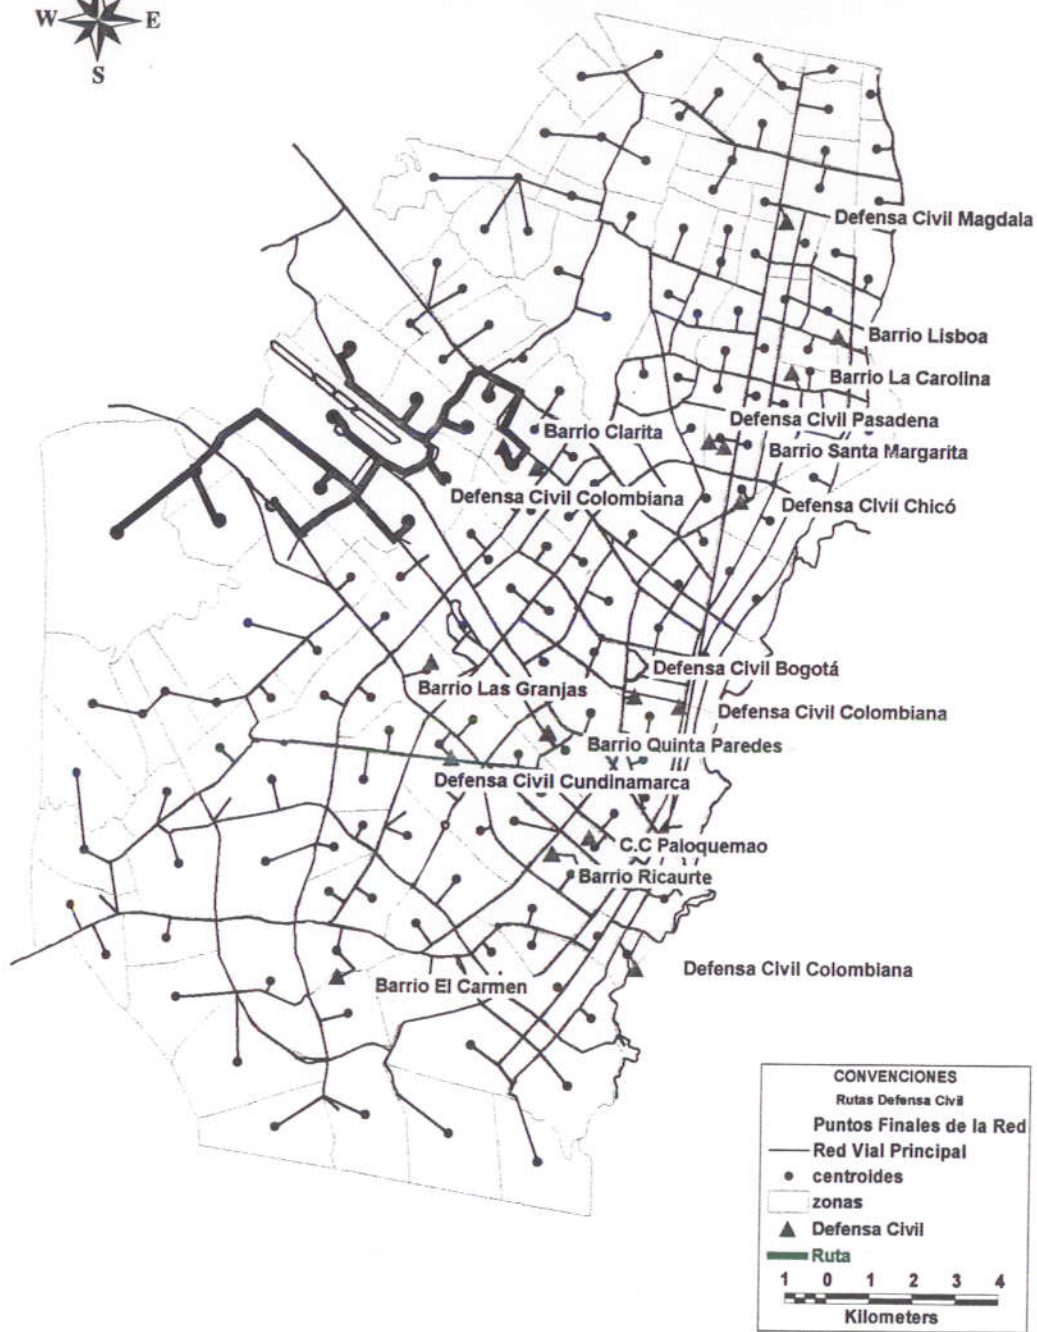 W E
S
Defensa Civil Magdala
Barrio Lisboa
Barrio La Carolina
Defensa Civil Pasadena
Barrio Clarita
Barrio Santa Margarita
Defensa Civil Colombiana
Defensa Civil Chicó
Defensa Civil Bogotá
Barrio Las Granjas
Defensa Civil Colombiana
Barrio Quinta Paredes
Defensa Civil Cundinamarca
C.C Paloquemao
Barrio Ricaurte
Defensa Civil Colombiana
Barrio El Carmen
CONVENCIONES
Rutas Defensa Civil
Puntos Finales de la Red
Red Vial Principal
centroides
zonas
Defensa Civil
Ruta
1 0 1 2 3 4
Kilometers